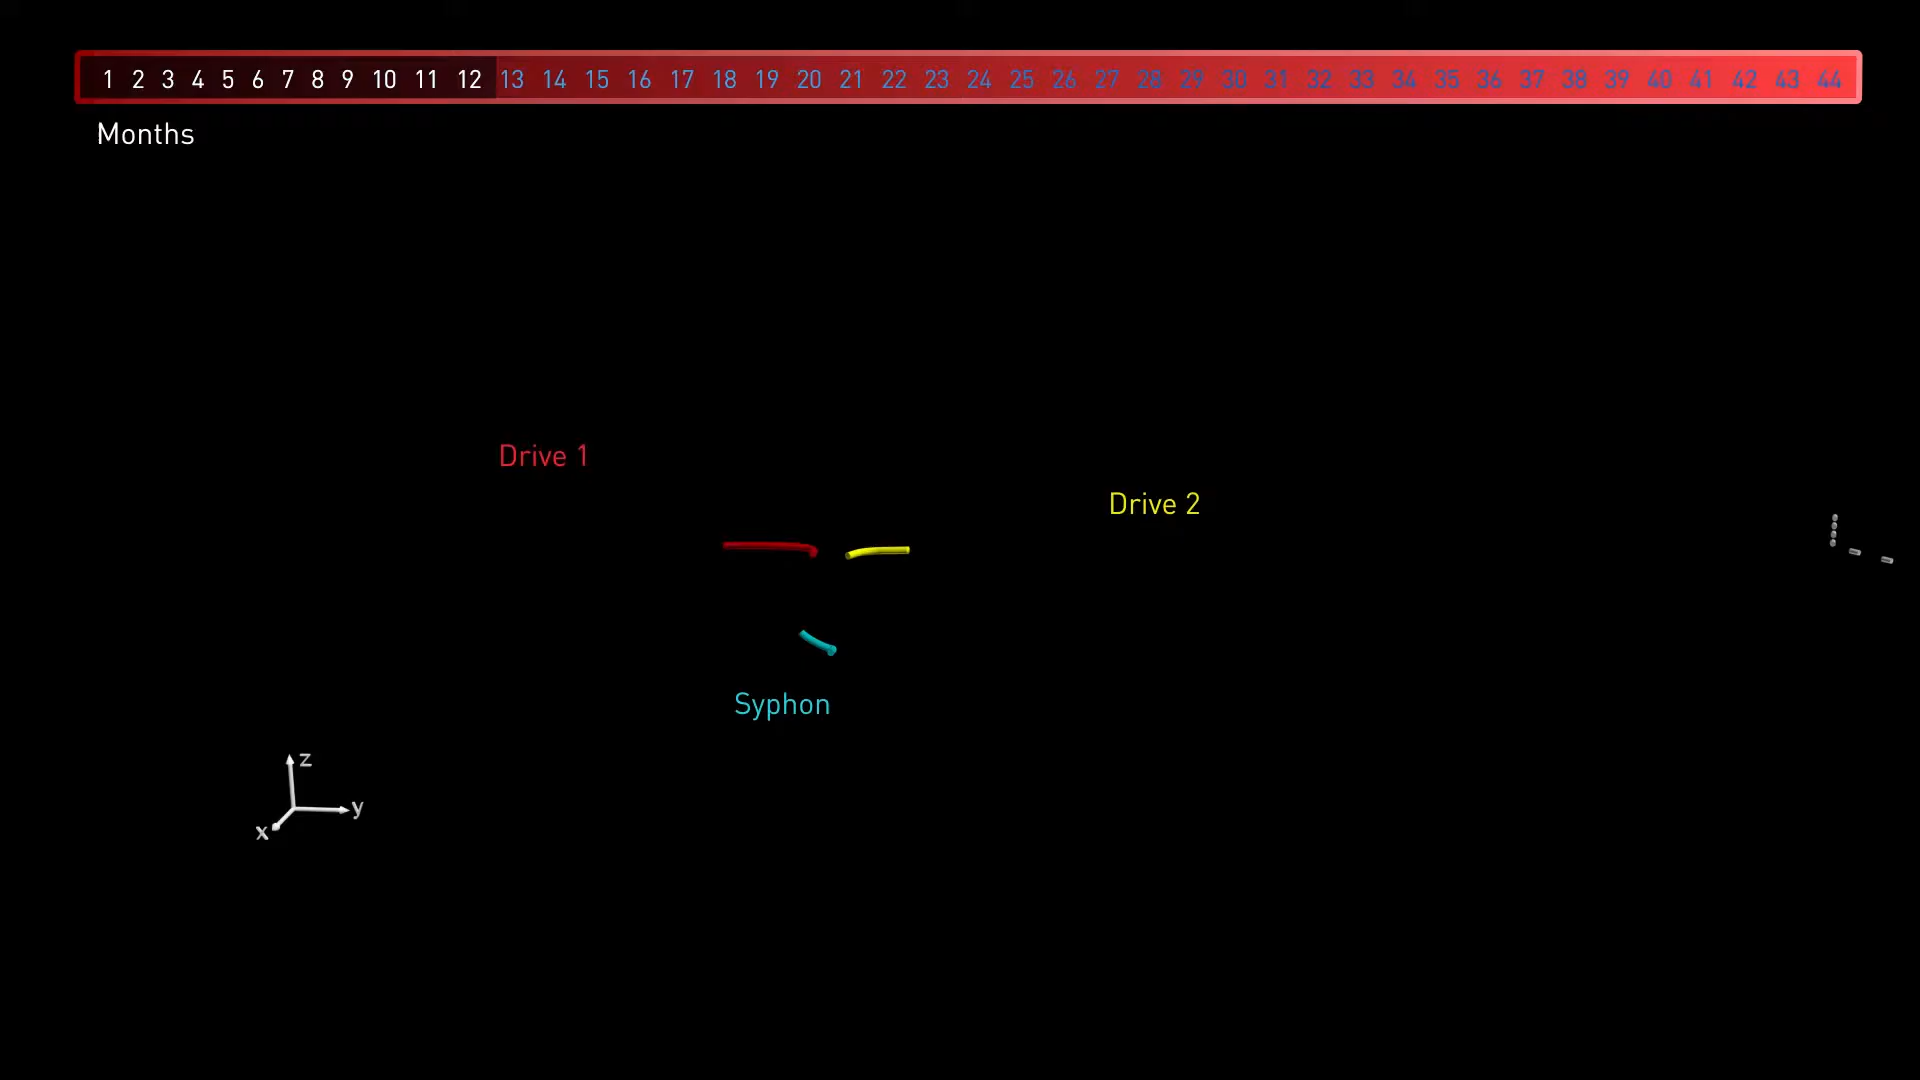 1 2 3 4 5 6 7 8 9 10 11 12 13 14 15 16 17 18 19 20 21 22 23 24 25 26 27 28 29 30 31 32 33 34 35 36 37 38 39 40 41 42 43 44
Months
Drive 1
Drive 2
Syphon
z
y
x